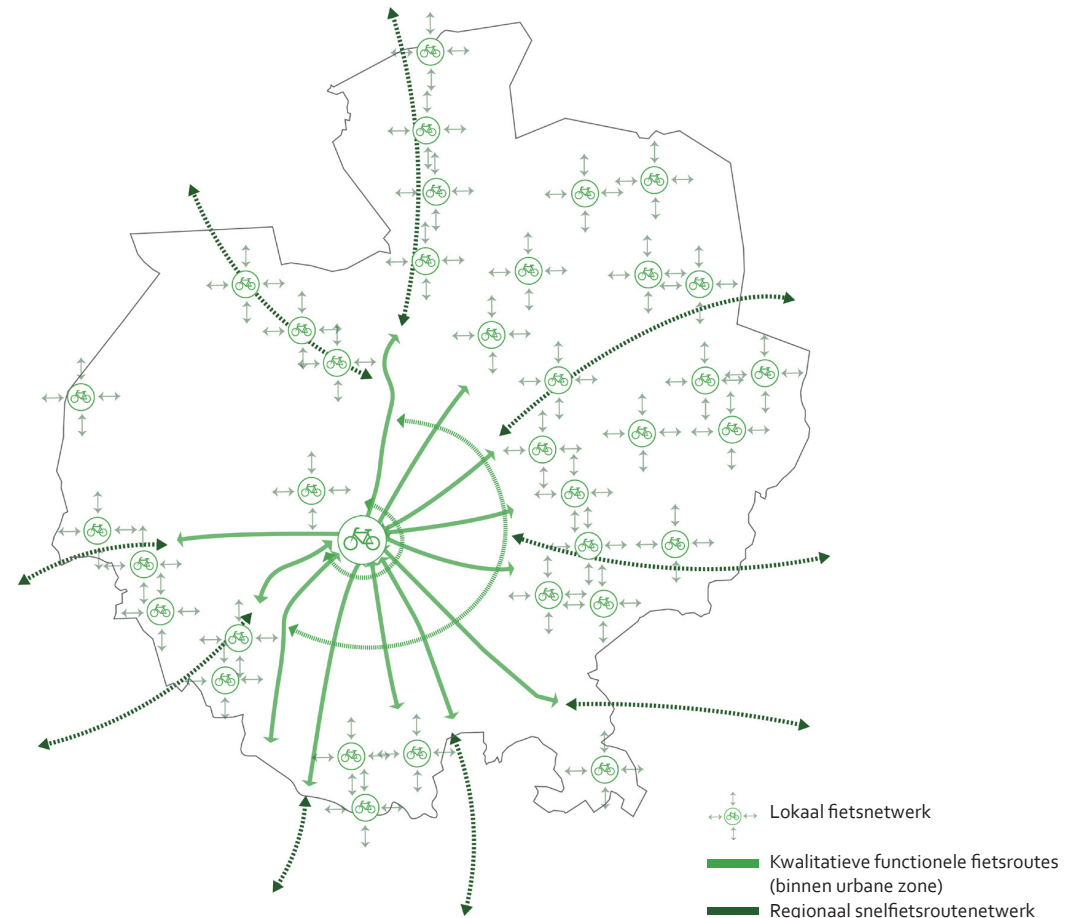 Lokaal fietsnetwerk
Kwalitatieve functionele fietsroutes
(binnen urbane zone)
Regionaal snelfietsroutenetwerk